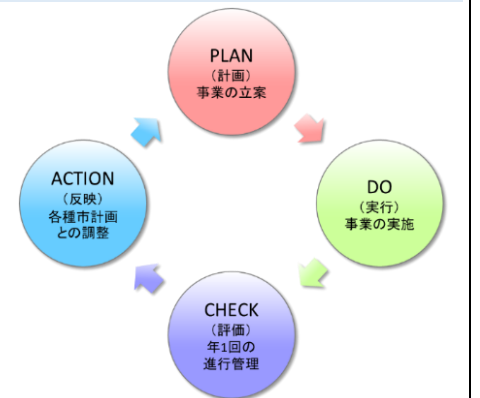 PLAN
（計画）
事業の立案
DO
（実行）
事業の実施
CHECK
（評価）
年1回の
進行管理
ACTION
（反映）
各種市計画
との調整